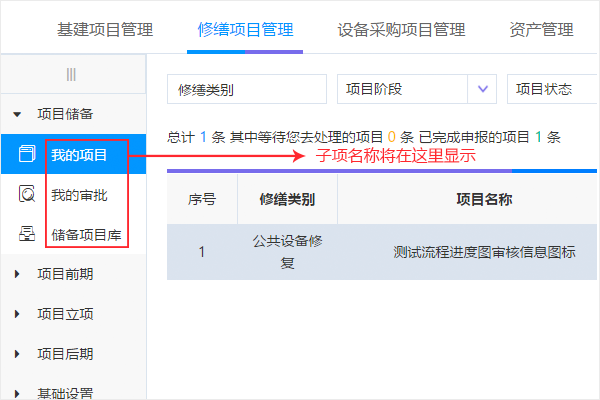 基建项目管理 修缮项目管理 设备采购项目管理 资产管理
项目储备
我的项目
我的审批
储备项目库
项目前期
项目立项
项目后期
基础设置
修缮类别 项目阶段 项目状态
总计 1 条 其中等待您去处理的项目 0 条 已完成申报的项目 1 条
子项名称将在这里显示
序号 修缮类别 项目名称
1 公共设备修 测试流程进度图审核信息图标
复